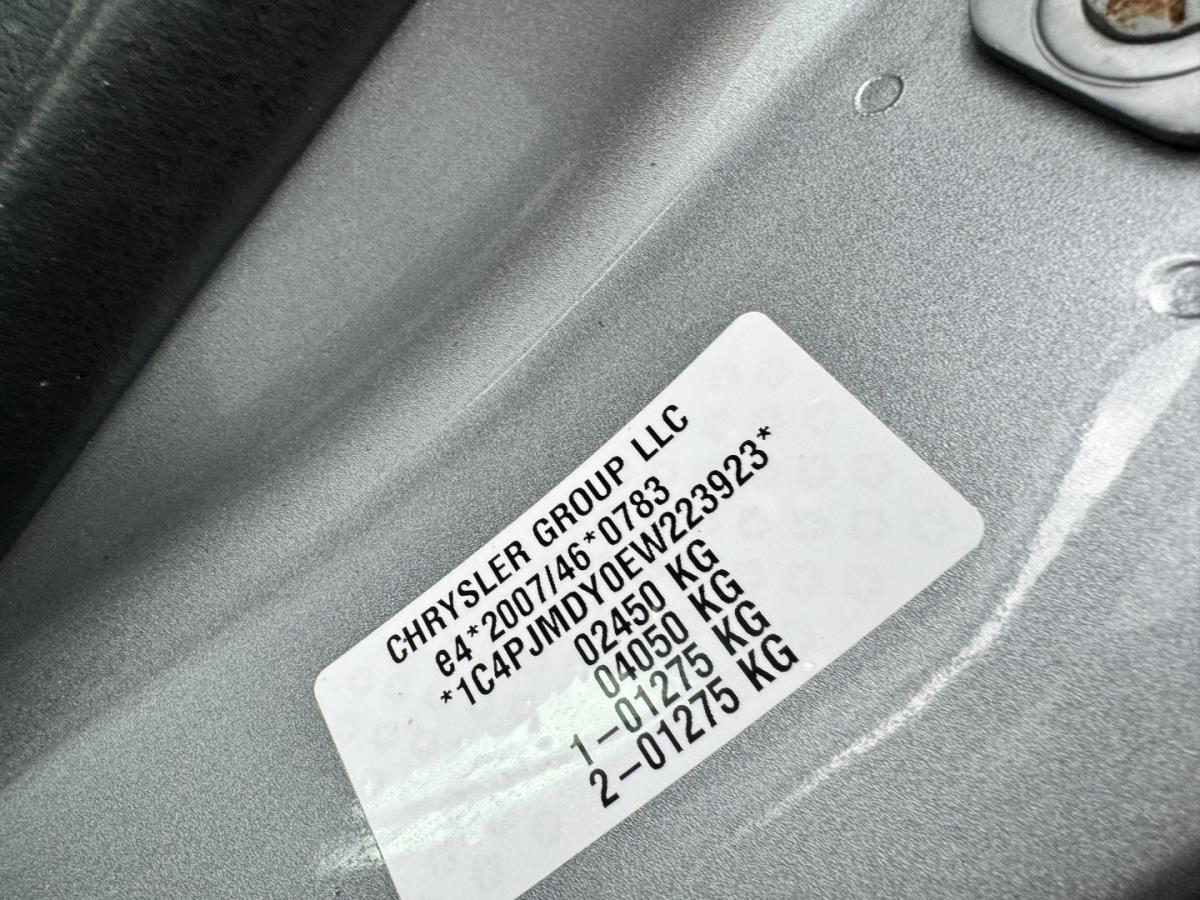 CHRYSLER GROUP LLC
e4*2007/46*0783
*1C4PJMDY0EW223923*
02450 KG
04050 KG
1-01275 KG
2-01275 KG